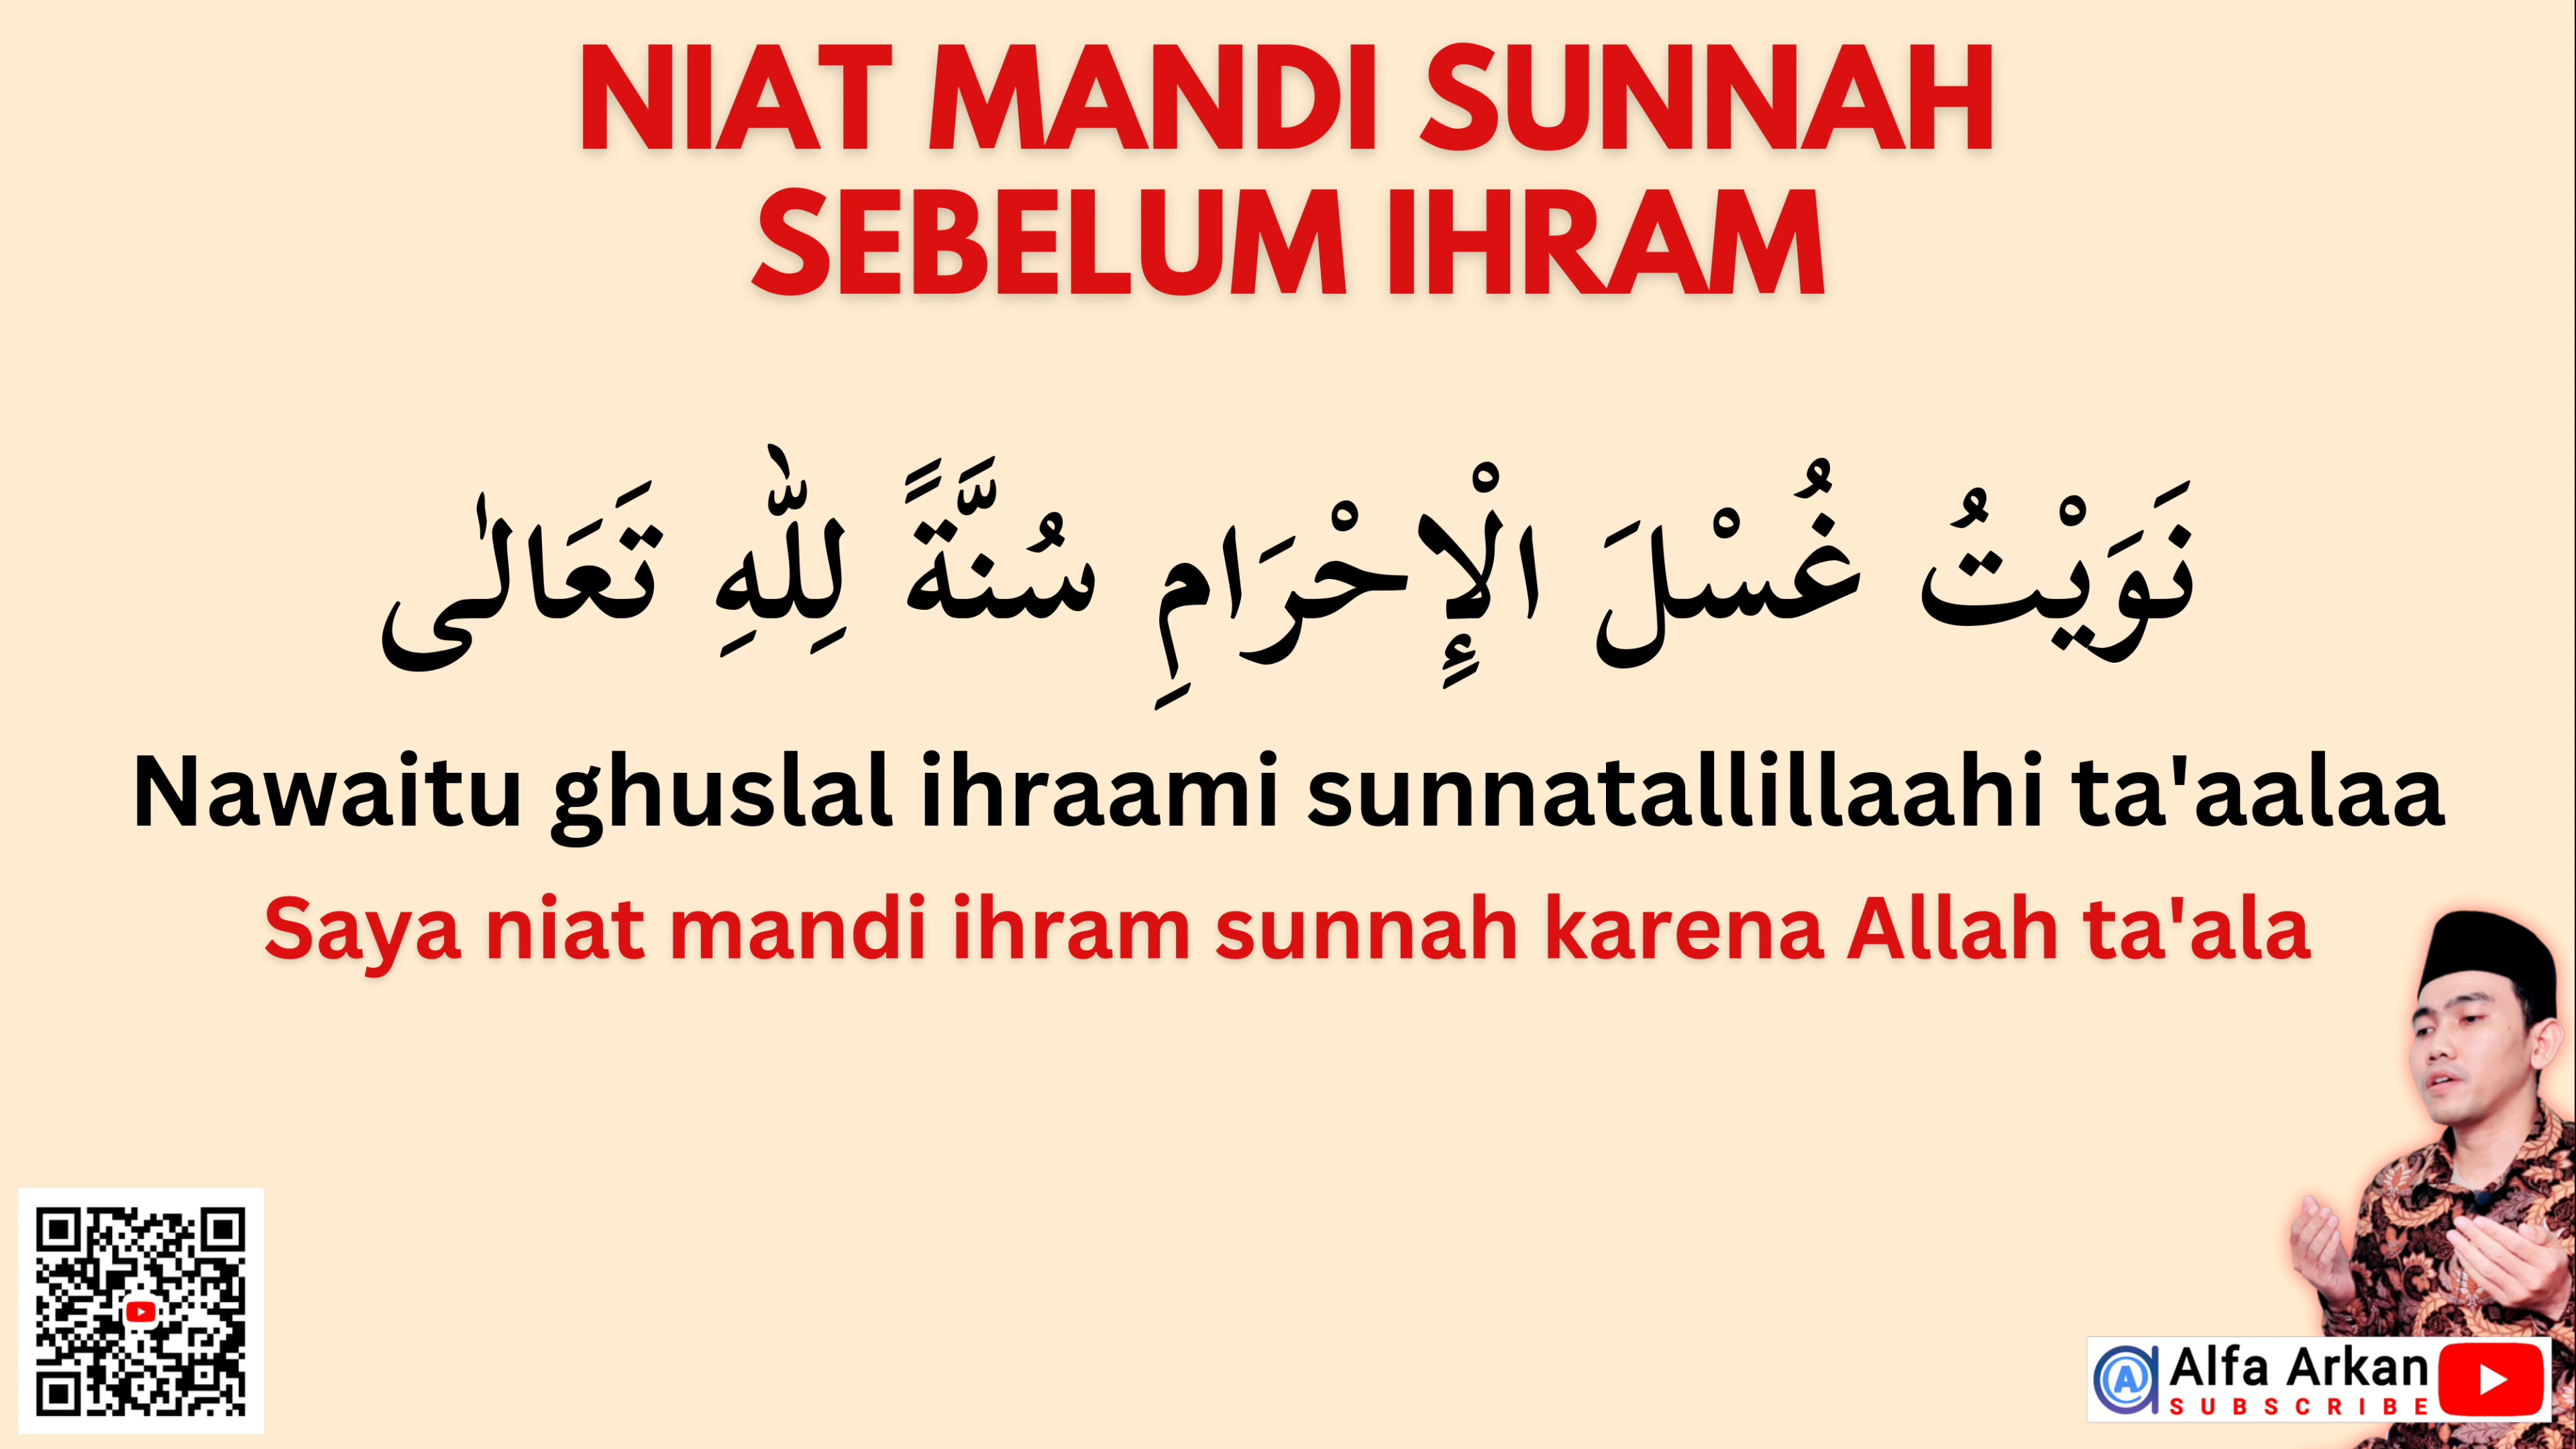 NIAT MANDI SUNNAH
SEBELUM IHRAM
نَوَيْتُ غُسْلَ الْإِحْرَامِ سُنَّةً لِلّٰهِ تَعَالٰى
Nawaitu ghuslal ihraami sunnatallillaahi ta'aalaa
Saya niat mandi ihram sunnah karena Allah ta'ala
Alfa Arkan
SUBSCRIBE